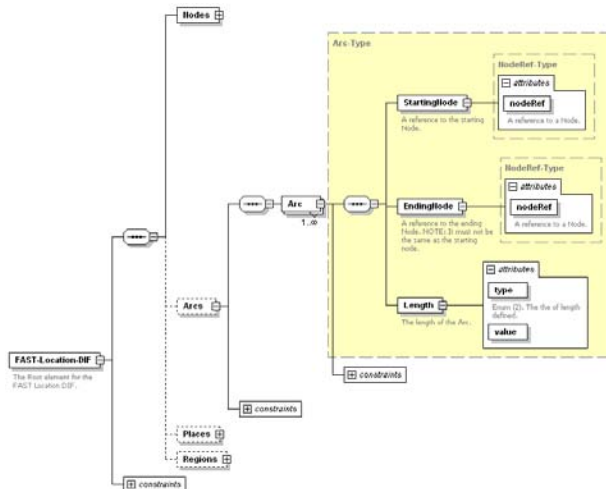 Nodes
Arc-Type
NodeRef-Type
attributes
nodeRef
A reference to a Node.
StartingNode
A reference to the starting
Node.
NodeRef-Type
attributes
nodeRef
A reference to a Node.
Arc
1..∞
EndingNode
A reference to the ending
Node. NOTE: It must not be
the same as the starting
node.
attributes
type
Enum (2). The the of length
defined.
value
Arcs
Length
The length of the Arc.
FAST-Location-DIF
The Root element for the
FAST Location DIF.
constraints
constraints
Places
Regions
constraints